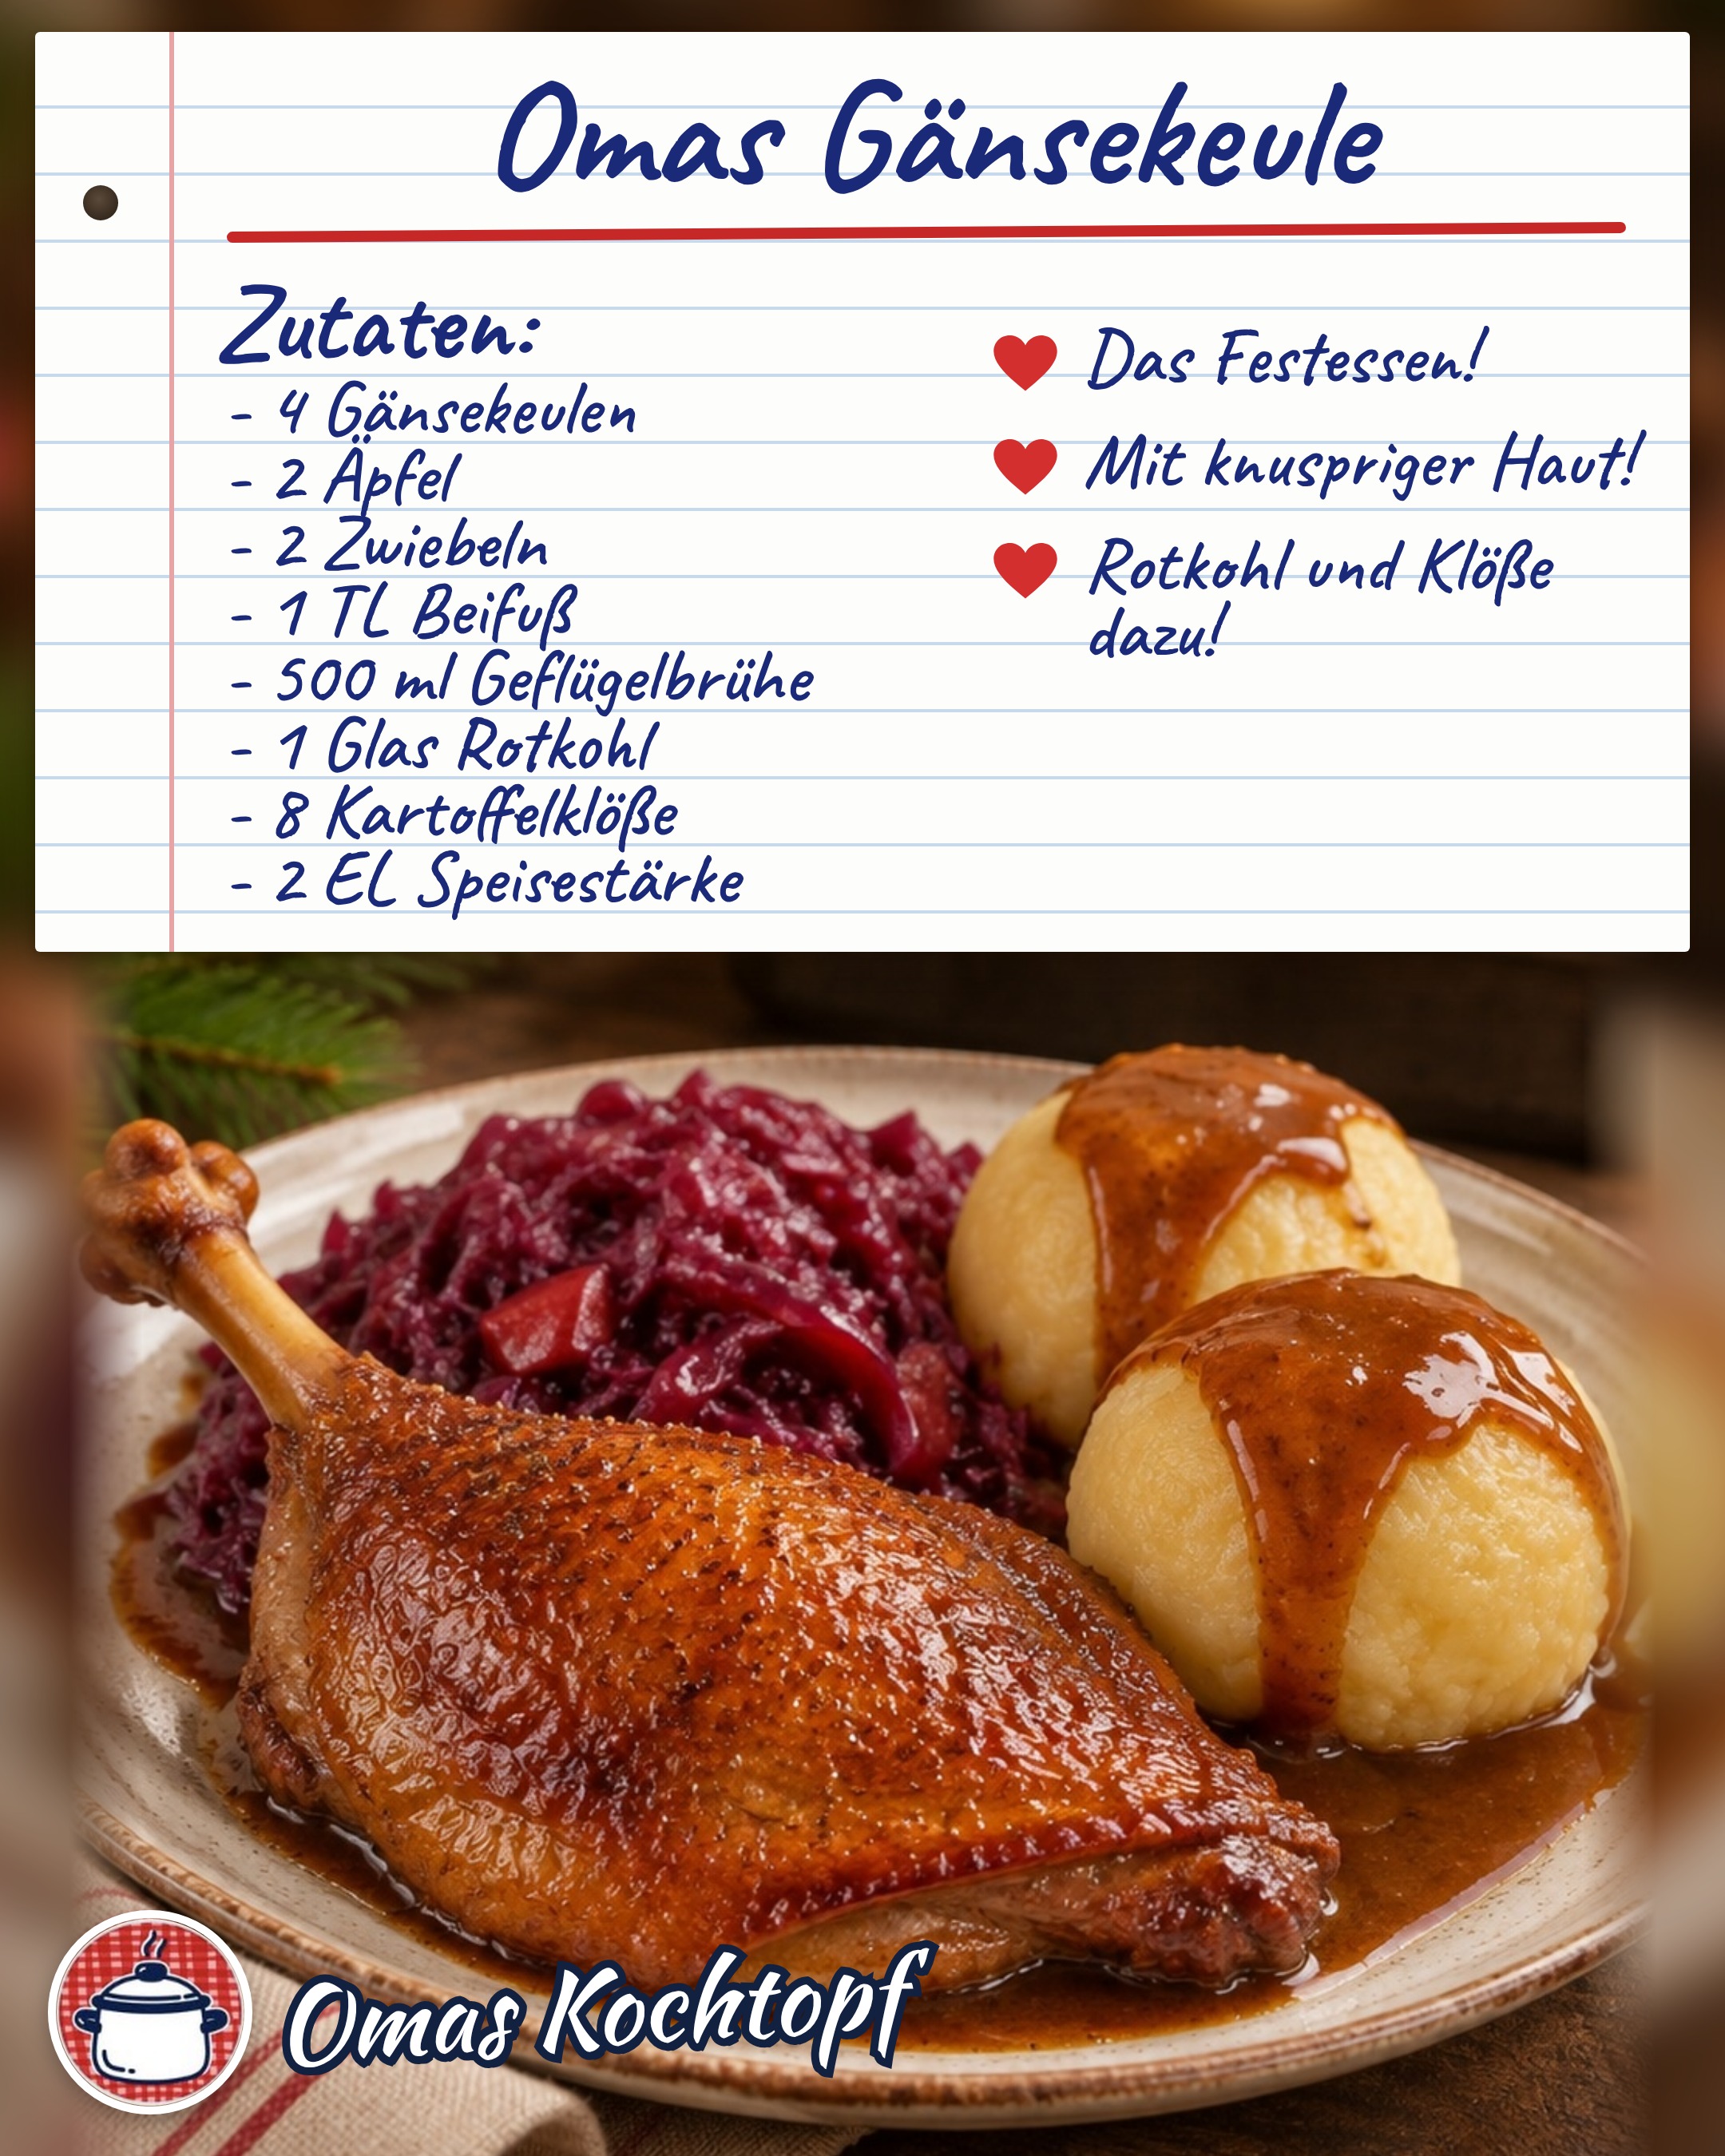 Omas Gänsekeule
Zutaten:
- 4 Gänsekeulen
- 2 Äpfel
- 2 Zwiebeln
- 1 TL Beifuß
- 500 ml Geflügelbrühe
- 1 Glas Rotkohl
- 8 Kartoffelklöße
- 2 EL Speisestärke
Das Festessen!
Mit knuspriger Haut!
Rotkohl und Klöße
dazu!
Omas Kochtopf